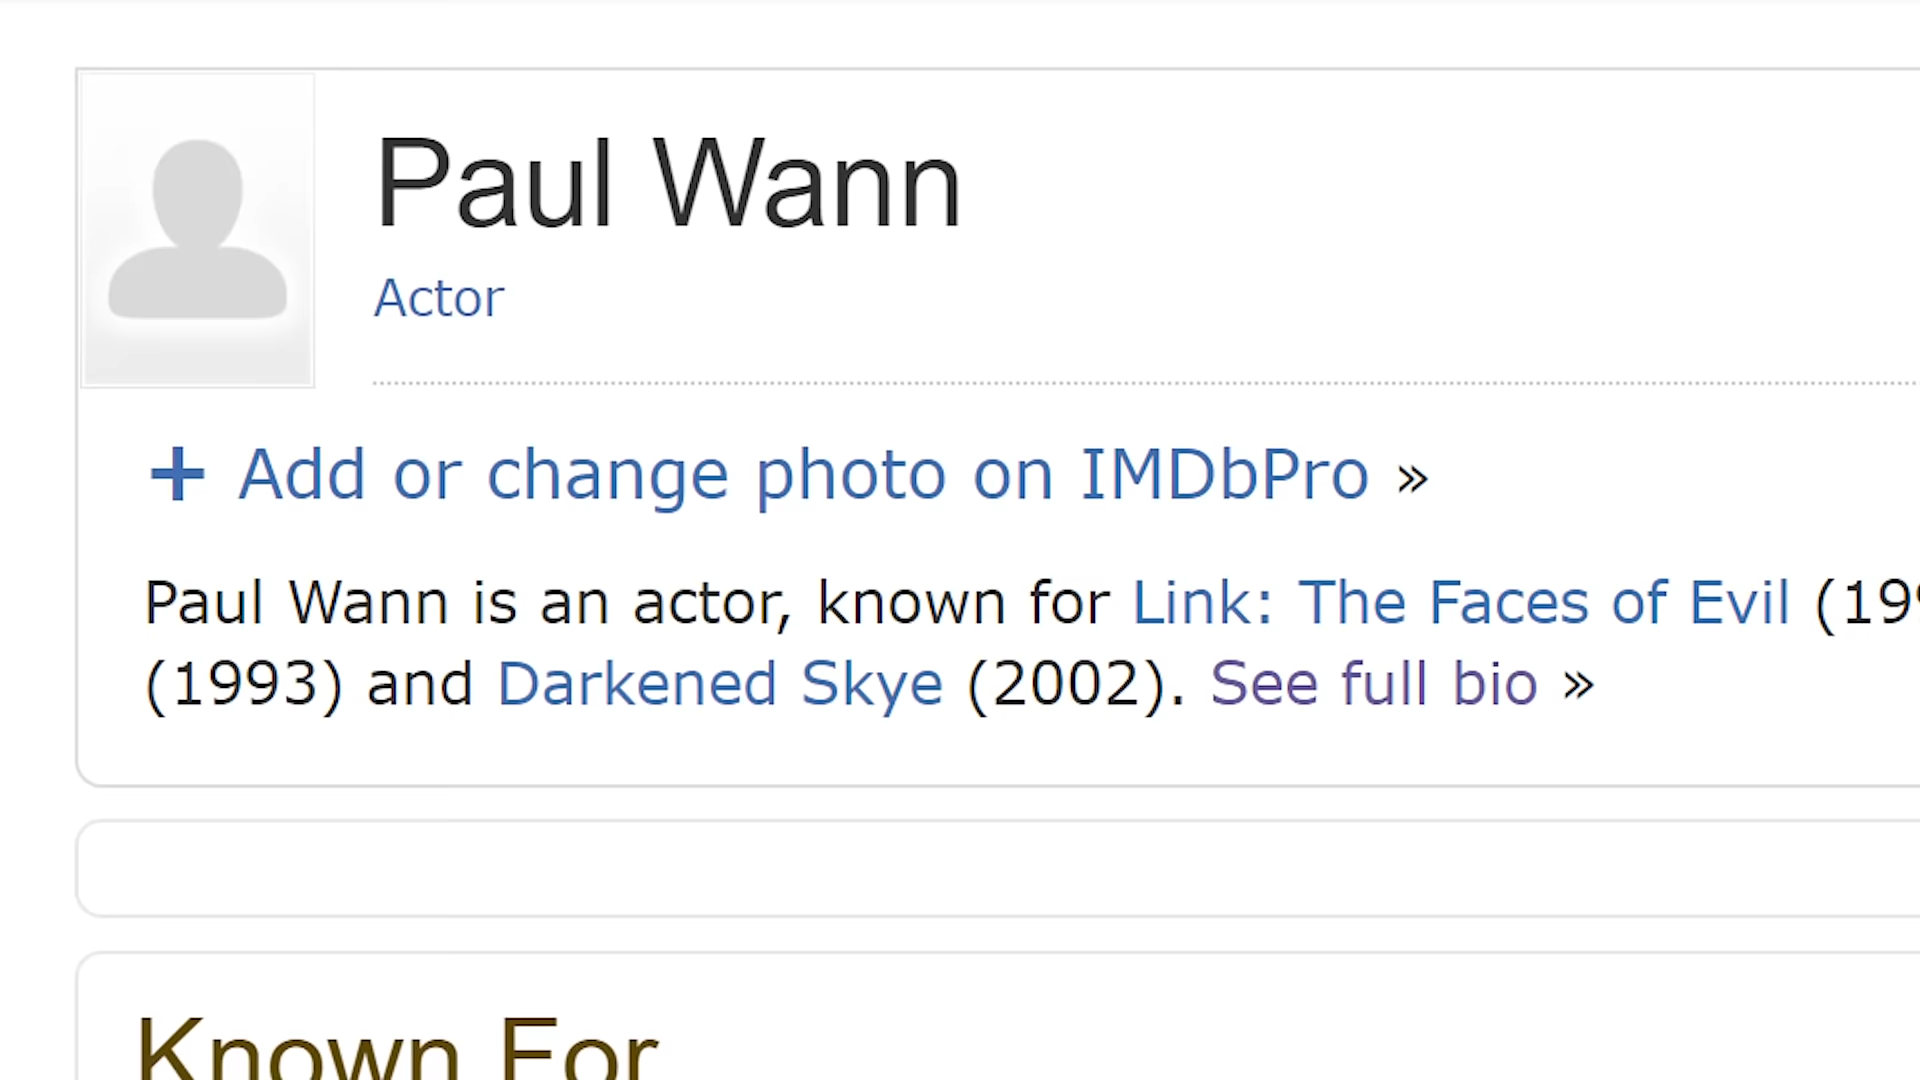 Paul Wann
Actor
+ Add or change photo on IMDbPro »
Paul Wann is an actor, known for Link: The Faces of Evil (19
(1993) and Darkened Skye (2002). See full bio »
Known For